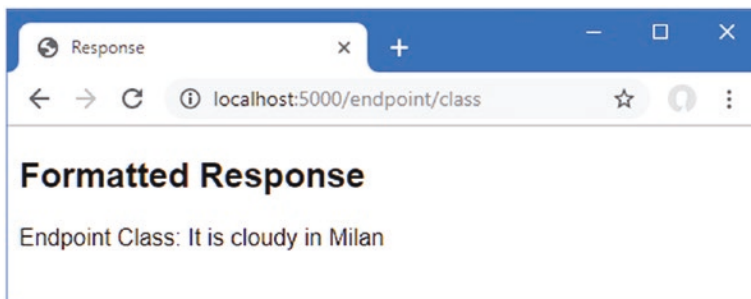 Response
localhost:5000/endpoint/class
Formatted Response
Endpoint Class: It is cloudy in Milan